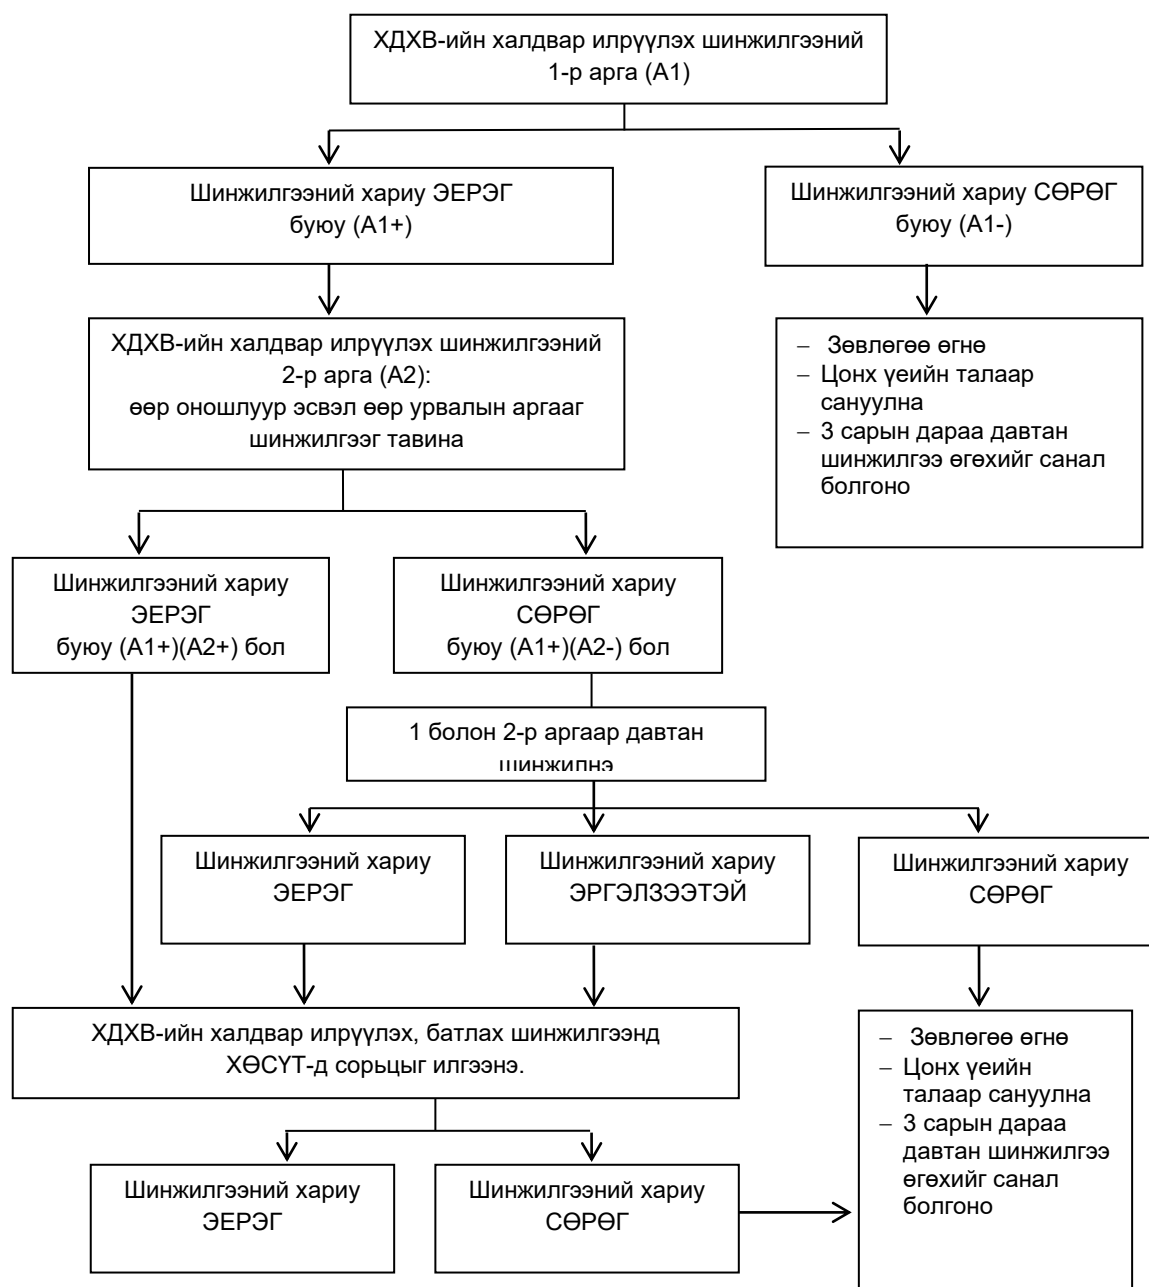 ХДХВ-ийн халдвар илрүүлэх шинжилгээний
1-р арга (А1)
Шинжилгээний хариу ЭЕРЭГ
буюу (А1+)
Шинжилгээний хариу СӨРӨГ
буюу (А1-)
ХДХВ-ийн халдвар илрүүлэх шинжилгээний
2-р арга (А2):
өөр оношлуур эсвэл өөр урвалын аргааг
шинжилгээг тавина
– Зөвлөгөө өгнө
– Цонх үеийн талаар
сануулна
– 3 сарын дараа давтан
шинжилгээ өгөхийг санал
болгоно
Шинжилгээний хариу
ЭЕРЭГ
буюу (А1+)(А2+) бол
Шинжилгээний хариу
СӨРӨГ
буюу (А1+)(А2-) бол
1 болон 2-р аргаар давтан
шинжилнэ
Шинжилгээний хариу
ЭЕРЭГ
Шинжилгээний хариу
ЭРГЭЛЗЭЭТЭЙ
Шинжилгээний хариу
СӨРӨГ
ХДХВ-ийн халдвар илрүүлэх, батлах шинжилгээнд
ХӨСҮТ-д сорьцыг илгээнэ.
– Зөвлөгөө өгнө
– Цонх үеийн
талаар сануулна
– 3 сарын дараа
давтан шинжилгээ
өгөхийг санал
болгоно
Шинжилгээний хариу
ЭЕРЭГ
Шинжилгээний хариу
СӨРӨГ